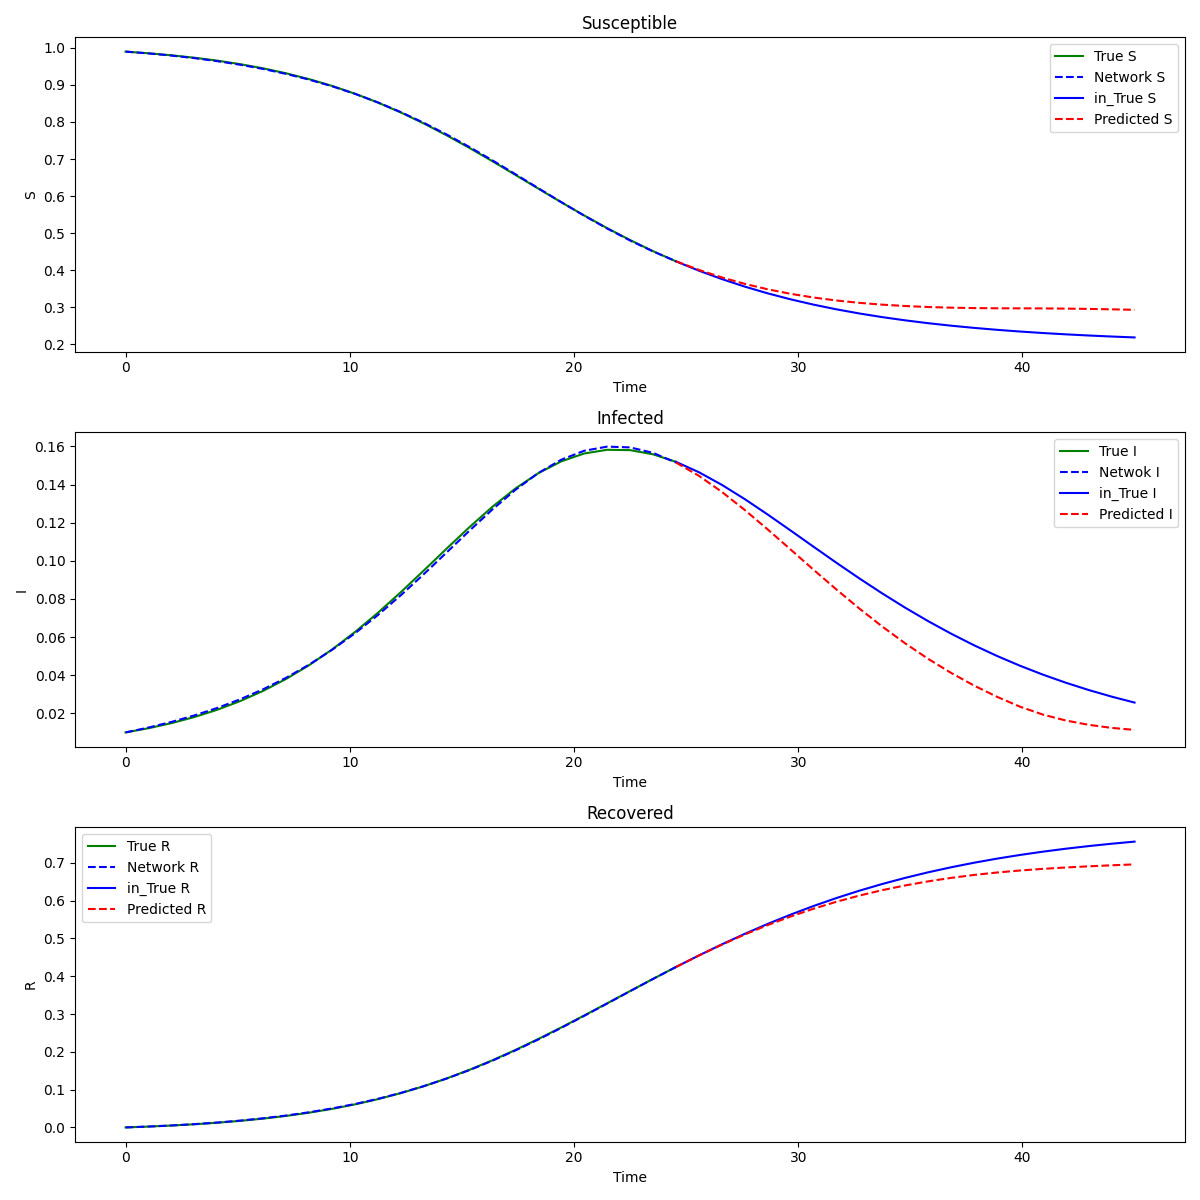 Susceptible
1.0
0.9
0.8
0.7
0.6
0.5
0.4
0.3
0.2
S
True S
Network S
in_True S
Predicted S
0 10 20 30 40
Time
Infected
0.16
0.14
0.12
0.10
0.08
0.06
0.04
0.02
I
True I
Netwok I
in_True I
Predicted I
0 10 20 30 40
Time
Recovered
0.7
0.6
0.5
0.4
0.3
0.2
0.1
0.0
R
True R
Network R
in_True R
Predicted R
0 10 20 30 40
Time